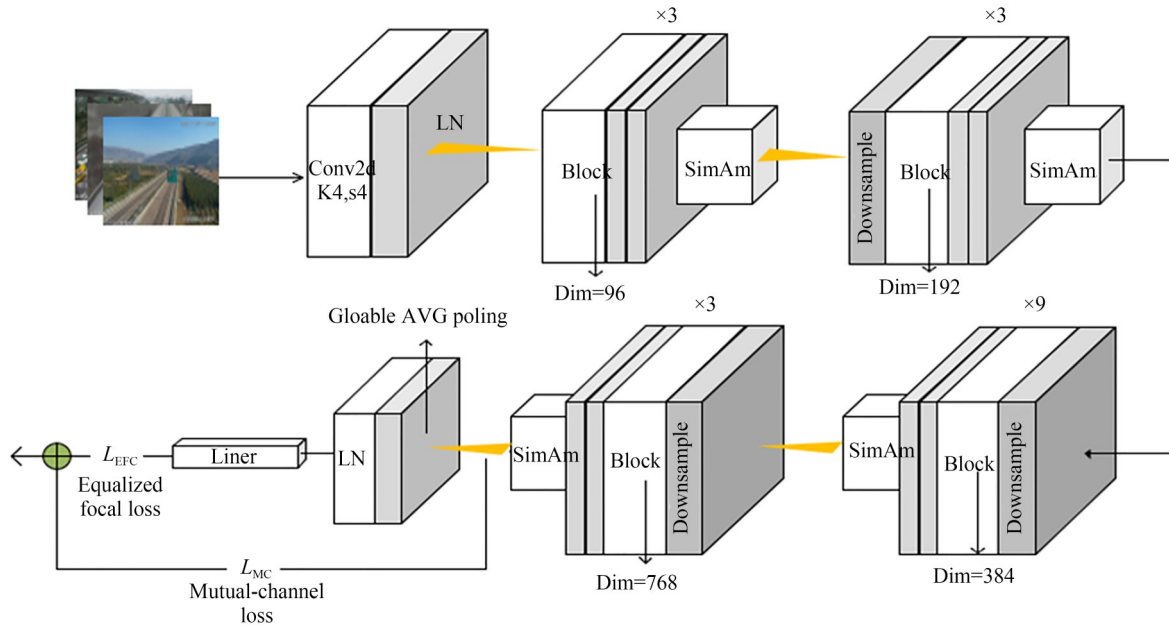 ×3
×3
LN
Conv2d
K4,s4
Block
SimAm
Downsample
Block
SimAm
Dim=96
Dim=192
Gloable AVG poling
×3
×9
LN
SimAm
Block
Downsample
SimAm
Block
Downsample
Liner
L_EFC
Equalized
focal loss
L_MC
Mutual-channel
loss
Dim=768
Dim=384